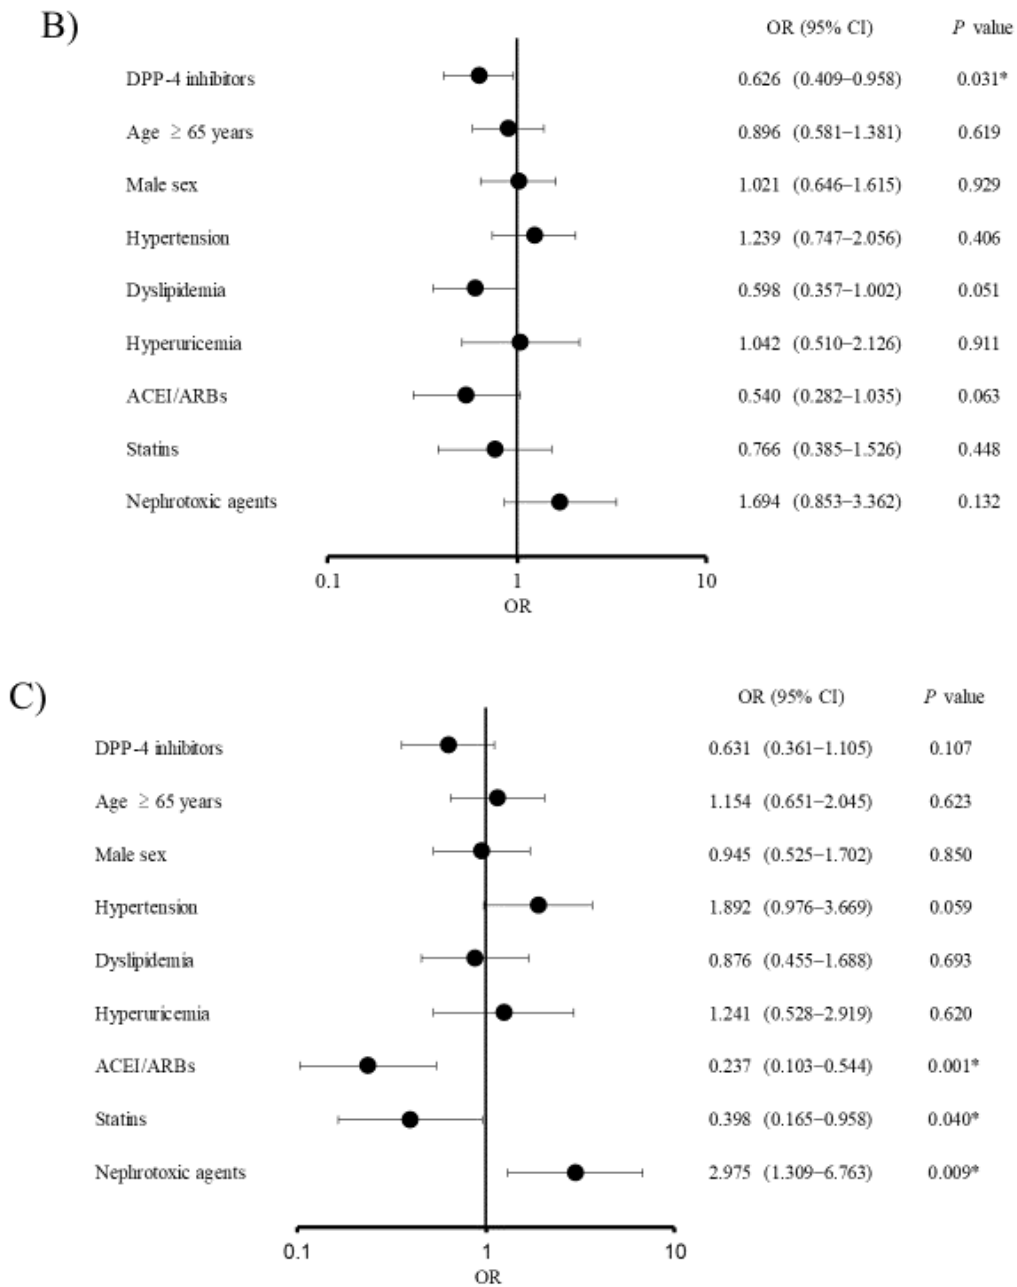 B)
OR (95% CI) P value
DPP-4 inhibitors 0.626 (0.409–0.958) 0.031*
Age ≥ 65 years 0.896 (0.581–1.381) 0.619
Male sex 1.021 (0.646–1.615) 0.929
Hypertension 1.239 (0.747–2.056) 0.406
Dyslipidemia 0.598 (0.357–1.002) 0.051
Hyperuricemia 1.042 (0.510–2.126) 0.911
ACEI/ARBs 0.540 (0.282–1.035) 0.063
Statins 0.766 (0.385–1.526) 0.448
Nephrotoxic agents 1.694 (0.853–3.362) 0.132
0.1 1 10
OR
C)
OR (95% CI) P value
DPP-4 inhibitors 0.631 (0.361–1.105) 0.107
Age ≥ 65 years 1.154 (0.651–2.045) 0.623
Male sex 0.945 (0.525–1.702) 0.850
Hypertension 1.892 (0.976–3.669) 0.059
Dyslipidemia 0.876 (0.455–1.688) 0.693
Hyperuricemia 1.241 (0.528–2.919) 0.620
ACEI/ARBs 0.237 (0.103–0.544) 0.001*
Statins 0.398 (0.165–0.958) 0.040*
Nephrotoxic agents 2.975 (1.309–6.763) 0.009*
0.1 1 10
OR